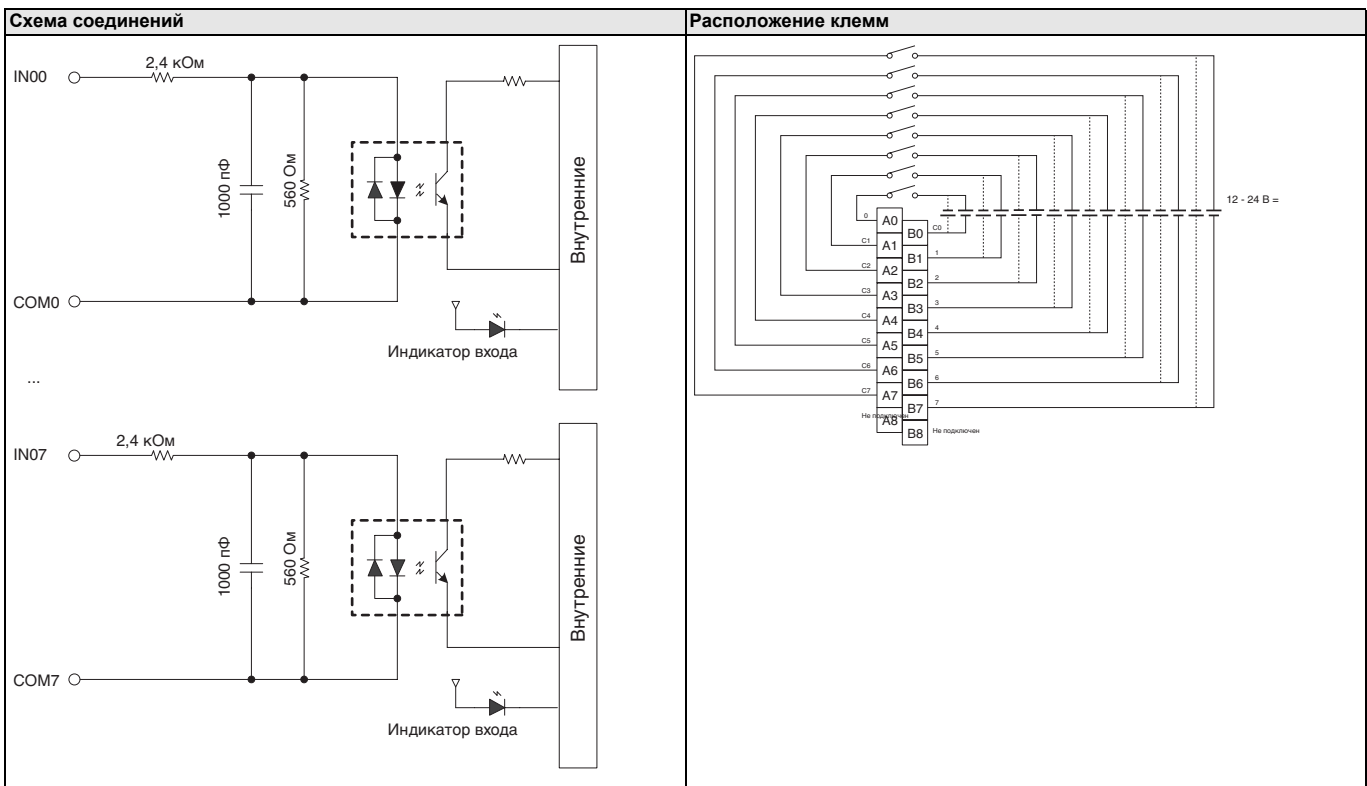 Схема соединений
Расположение клемм
IN00
2,4 кОм
1000 пФ
560 Ом
Внутренние
COM0
Индикатор входа
...
IN07
2,4 кОм
1000 пФ
560 Ом
Внутренние
COM7
Индикатор входа
12 - 24 В =
0
A0
B0
C0
C1
A1
B1
1
C2
A2
B2
2
C3
A3
B3
3
C4
A4
B4
4
C5
A5
B5
5
C6
A6
B6
6
C7
A7
B7
7
Не подключен
A8
B8
Не подключен